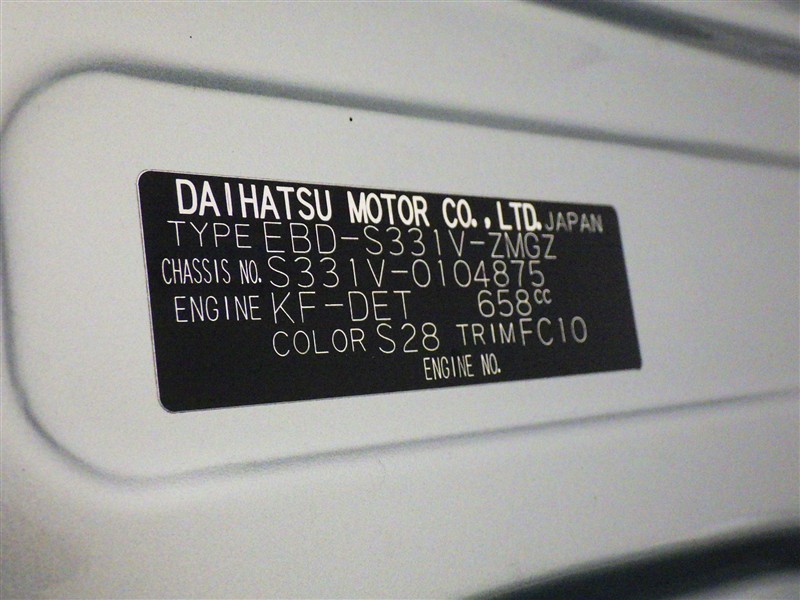 DAIHATSU MOTOR CO.,LTD. JAPAN
TYPE EBD-S331V-ZMGZ
CHASSIS NO. S331V-0104875
ENGINE KF-DET 658cc
COLOR S28 TRIM FC10
ENGINE NO.